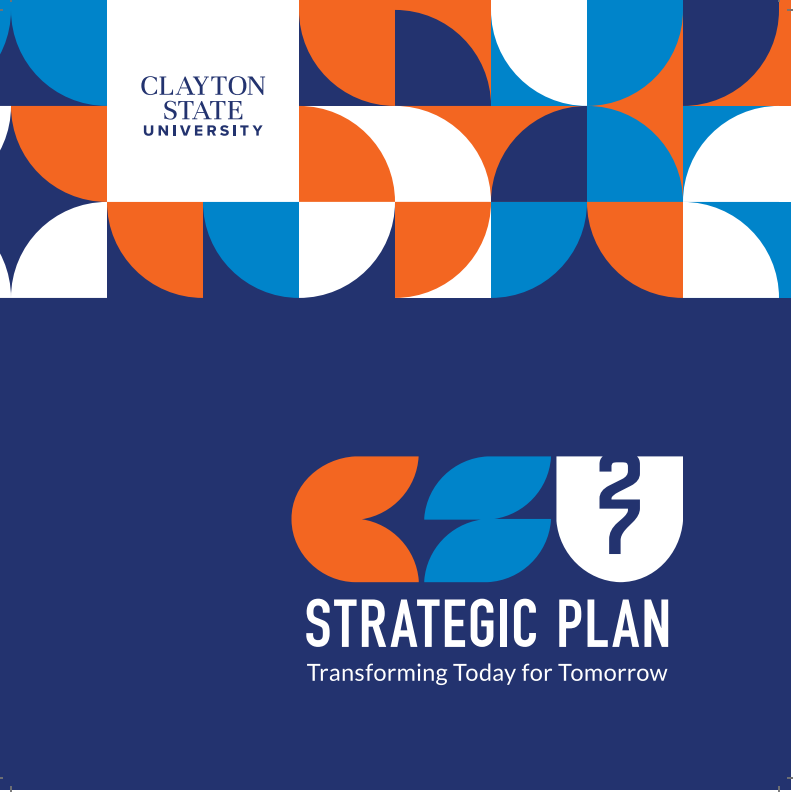 CLAYTON
STATE
UNIVERSITY
CSU
27
STRATEGIC PLAN
Transforming Today for Tomorrow